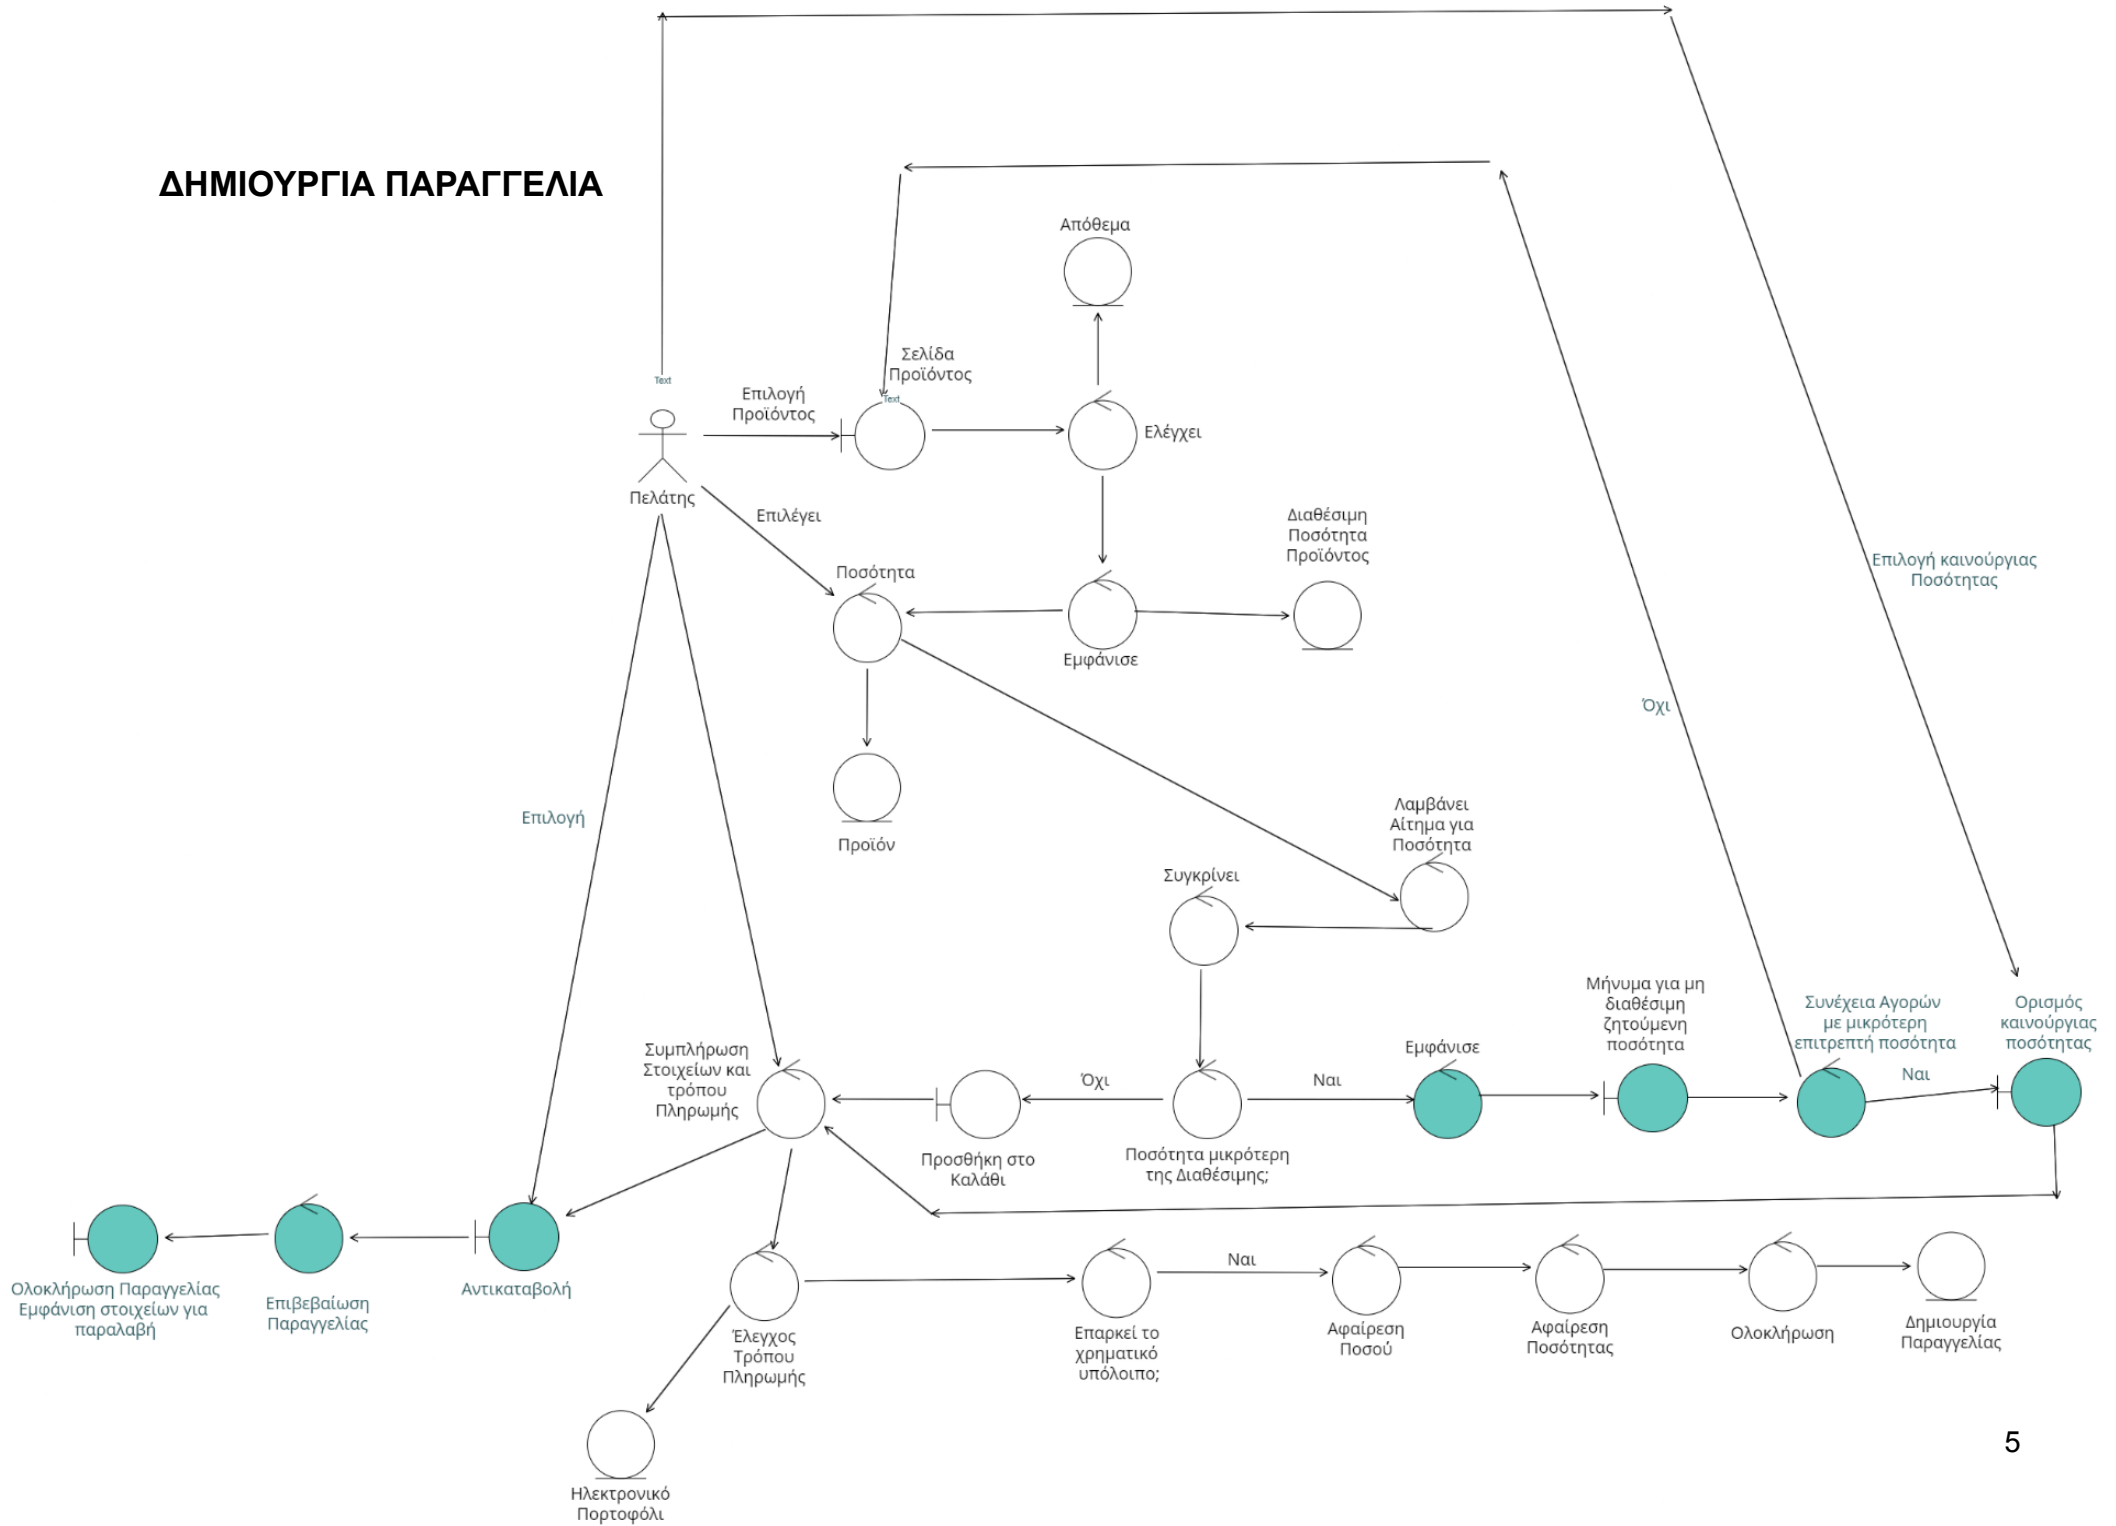 ΔΗΜΙΟΥΡΓΙΑ ΠΑΡΑΓΓΕΛΙΑ
Απόθεμα
Σελίδα
Προϊόντος
Text
Επιλογή
Προϊόντος
Text
Ελέγχει
Πελάτης
Επιλέγει
Διαθέσιμη
Ποσότητα
Προϊόντος
Επιλογή καινούργιας
Ποσότητας
Ποσότητα
Εμφάνισε
Όχι
Επιλογή
Προϊόν
Λαμβάνει
Αίτημα για
Ποσότητα
Συγκρίνει
Μήνυμα για μη
διαθέσιμη
ζητούμενη
ποσότητα
Συνέχεια Αγορών
με μικρότερη
επιτρεπτή ποσότητα
Ορισμός
καινούργιας
ποσότητας
Συμπλήρωση
Στοιχείων και
τρόπου
Πληρωμής
Εμφάνισε
Όχι
Ναι
Ναι
Προσθήκη στο
Καλάθι
Ποσότητα μικρότερη
της Διαθέσιμης;
Ολοκλήρωση Παραγγελίας
Εμφάνιση στοιχείων για
παραλαβή
Επιβεβαίωση
Παραγγελίας
Αντικαταβολή
Ναι
Έλεγχος
Τρόπου
Πληρωμής
Επαρκεί το
χρηματικό
υπόλοιπο;
Αφαίρεση
Ποσού
Αφαίρεση
Ποσότητας
Ολοκλήρωση
Δημιουργία
Παραγγελίας
5
Ηλεκτρονικό
Πορτοφόλι